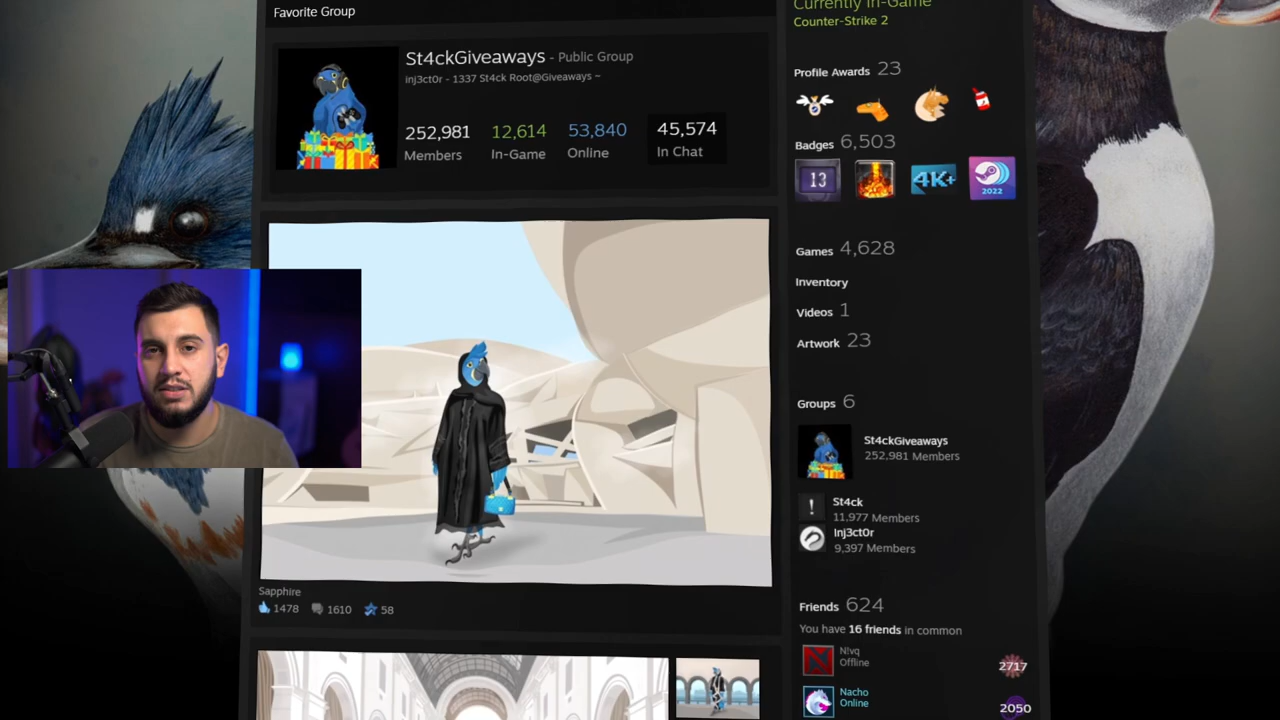 Favorite Group
St4ckGiveaways - Public Group
inj3ct0r - 1337 St4ck Root@Giveaways ~
252,981
Members
12,614
In-Game
53,840
Online
45,574
In Chat
Sapphire
1478
1610
58
Currently In-Game
Counter-Strike 2
Profile Awards 23
Badges 6,503
13
4K+
2022
Games 4,628
Inventory
Videos 1
Artwork 23
Groups 6
St4ckGiveaways
252,981 Members
!
St4ck
11,977 Members
Inj3ct0r
9,397 Members
Friends 624
You have 16 friends in common
N!vq
Offline
2717
Nacho
Online
2050